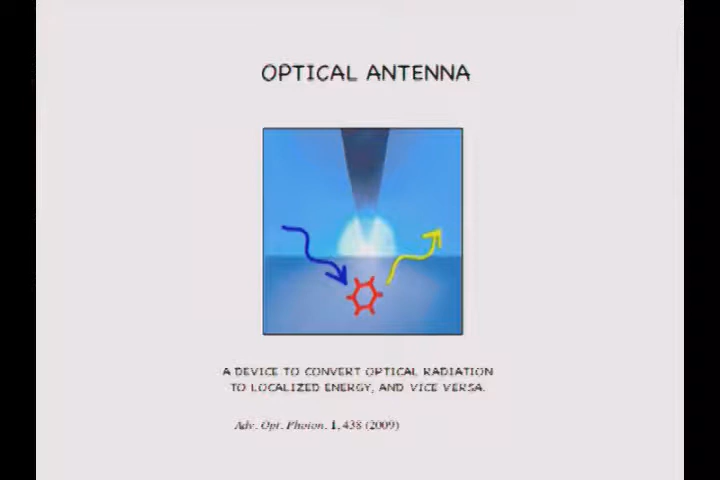 OPTICAL ANTENNA
A DEVICE TO CONVERT OPTICAL RADIATION
TO LOCALIZED ENERGY, AND VICE VERSA.
Adv. Opt. Photon. 1, 438 (2009)